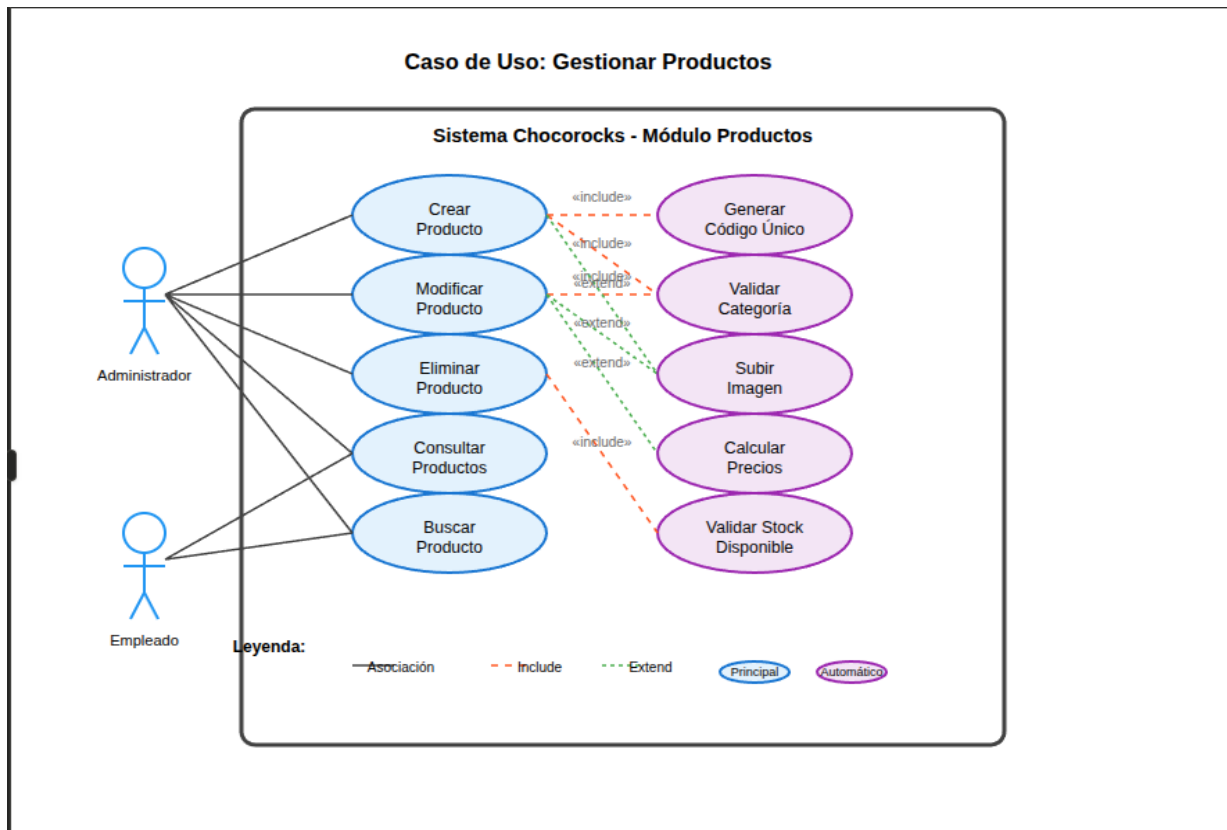 Caso de Uso: Gestionar Productos
Sistema Chocorocks - Módulo Productos
Crear
Producto
«include»
Generar
Código Único
«include»
Modificar
Producto
«include»
«extend»
Validar
Categoría
«extend»
Eliminar
Producto
«extend»
Subir
Imagen
Administrador
Consultar
Productos
«include»
Calcular
Precios
Buscar
Producto
Validar Stock
Disponible
Empleado
Leyenda:
Asociación
Include
Extend
Principal
Automático